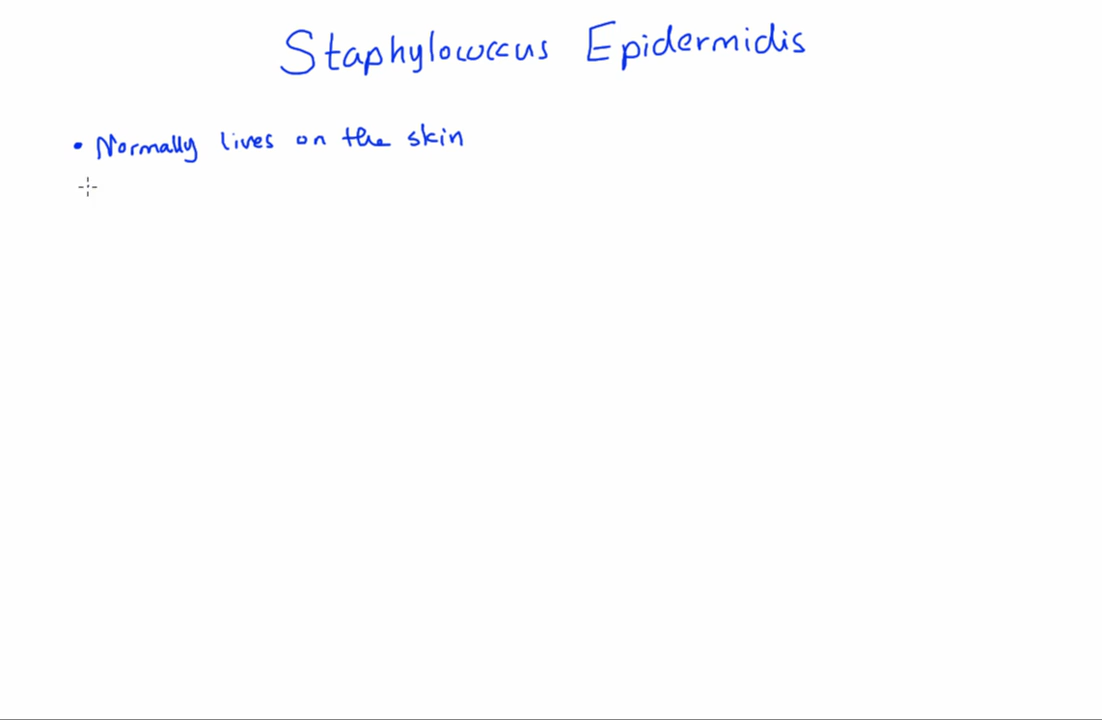 Staphylococcus Epidermidis
• Normally lives on the skin